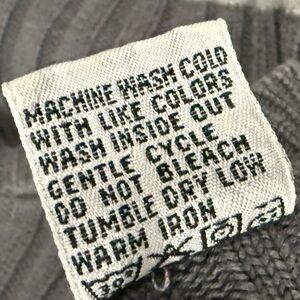 MACHINE WASH COLD
WITH LIKE COLORS
WASH INSIDE OUT
GENTLE CYCLE
DO NOT BLEACH
TUMBLE DRY LOW
WARM IRON